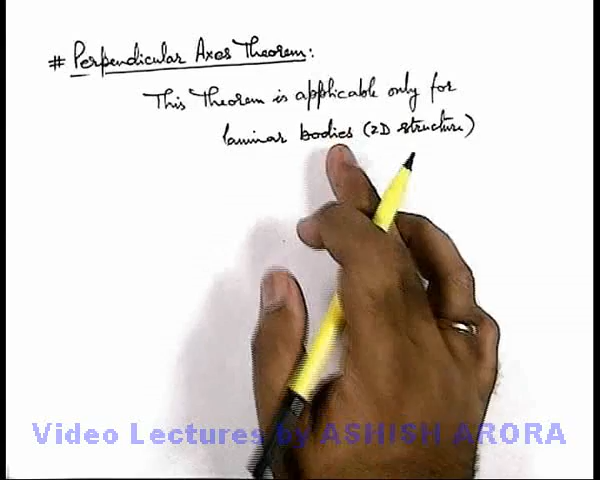 # Perpendicular Axes Theorem:
This Theorem is applicable only for
laminar bodies (2D structure)
Video Lectures by ASHISH ARORA